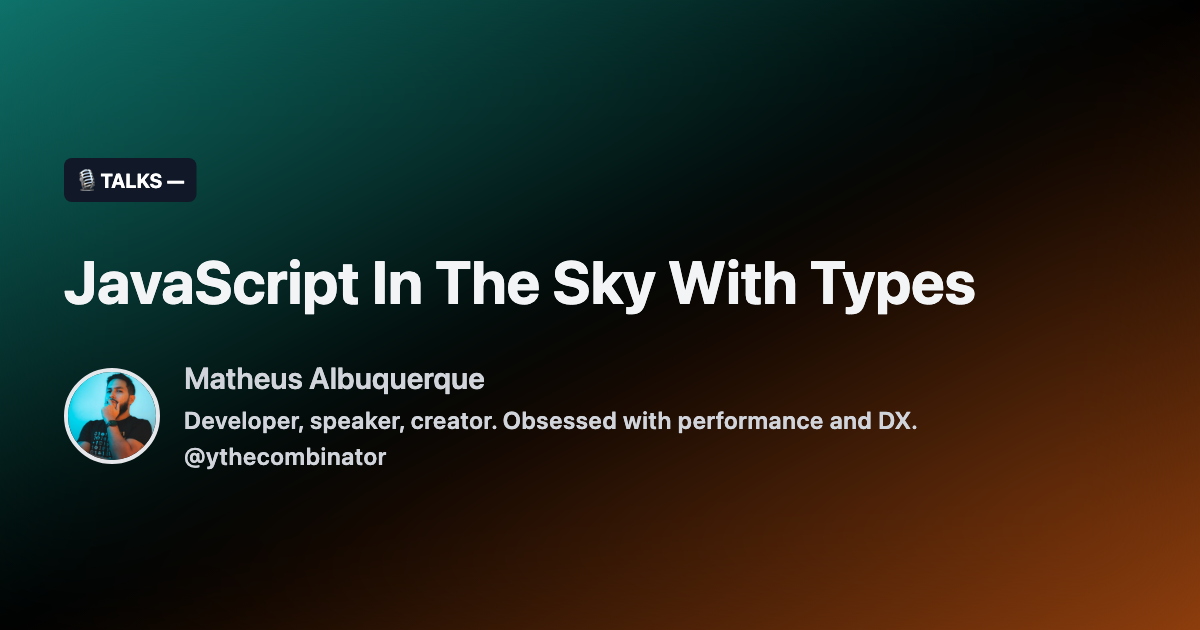 🎙 TALKS —
JavaScript In The Sky With Types
Matheus Albuquerque
Developer, speaker, creator. Obsessed with performance and DX.
@ythecombinator